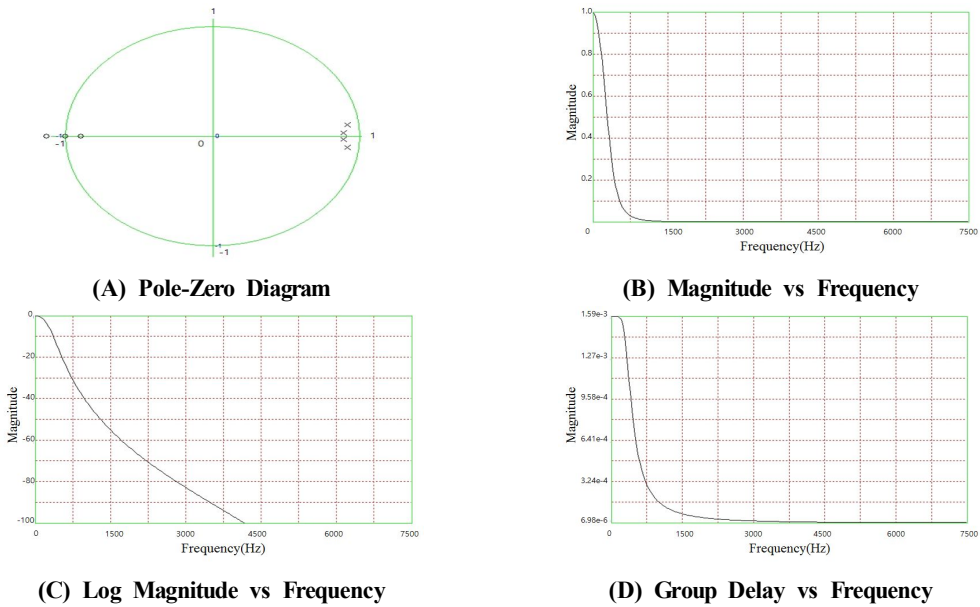 1
1
0
-1
-1
O
-1
-1
(A) Pole-Zero Diagram
1.0
0.8
0.6
0.4
0.2
Magnitude
0
1500
3000
4500
6000
7500
Frequency(Hz)
(B) Magnitude vs Frequency
0
-20
-40
-60
-80
-100
Magnitude
0
1500
3000
4500
6000
7500
Frequency(Hz)
(C) Log Magnitude vs Frequency
1.59e-3
1.27e-3
9.58e-4
6.41e-4
3.24e-4
6.96e-6
Magnitude
0
1500
3000
4500
6000
7500
Frequency(Hz)
(D) Group Delay vs Frequency